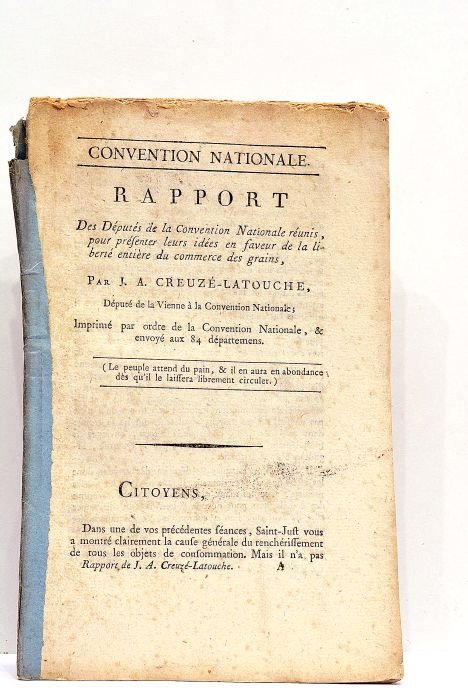 CONVENTION NATIONALE.
RAPPORT
Des Députés de la Convention Nationale réunis,
pour préſenter leurs idées en faveur de la li-
berté entière du commerce des grains,
PAR J. A. CREUZÉ-LATOUCHE,
Député de la Vienne à la Convention Nationale;
Imprimé par ordre de la Convention Nationale, &
envoyé aux 84 départemens.
(Le peuple attend du pain, & il en aura en abondance
dès qu'il le laiſſera librement circuler.)
CITOYENS,
Dans une de vos précédentes ſéances, Saint-Juſt vous
a montré clairement la cauſe générale du renchériſſement
de tous les objets de conſommation. Mais il n'a pas
Rapport de J. A. Creuzé-Latouche. A